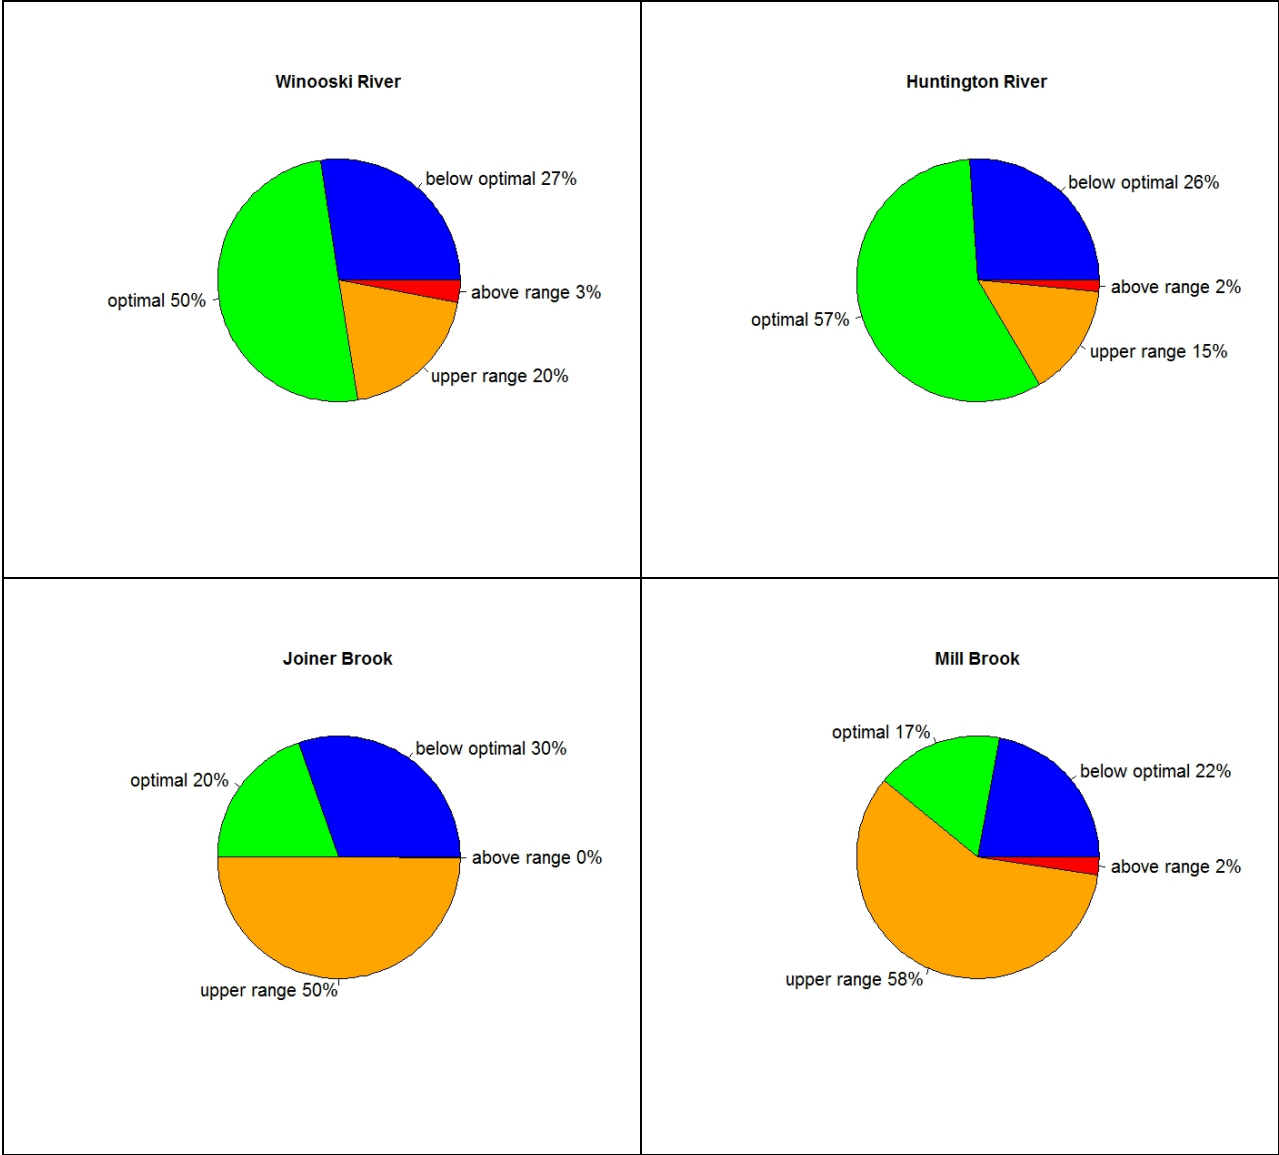 Winooski River
below optimal 27%
optimal 50%
above range 3%
upper range 20%
Huntington River
below optimal 26%
above range 2%
optimal 57%
upper range 15%
Joiner Brook
below optimal 30%
optimal 20%
above range 0%
upper range 50%
Mill Brook
optimal 17%
below optimal 22%
above range 2%
upper range 58%